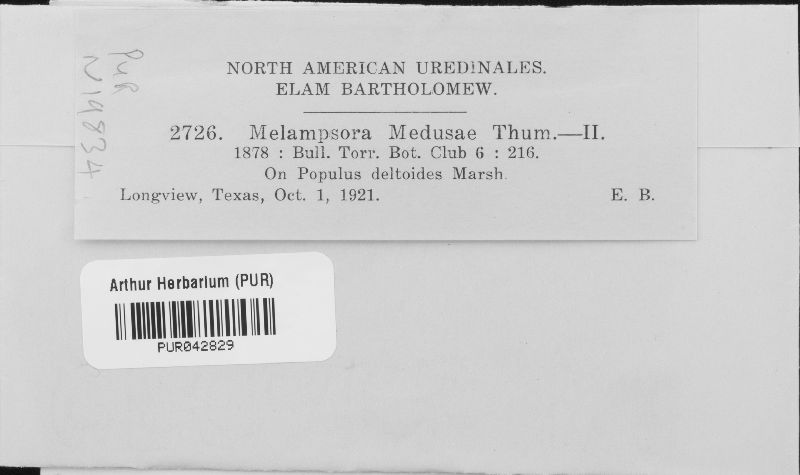 PUR
N19834.
NORTH AMERICAN UREDINALES.
ELAM BARTHOLOMEW.
2726. Melampsora Medusae Thum.—II.
1878 : Bull. Torr. Bot. Club 6 : 216.
On Populus deltoides Marsh.
Longview, Texas, Oct. 1, 1921. E. B.
Arthur Herbarium (PUR)
PUR042829